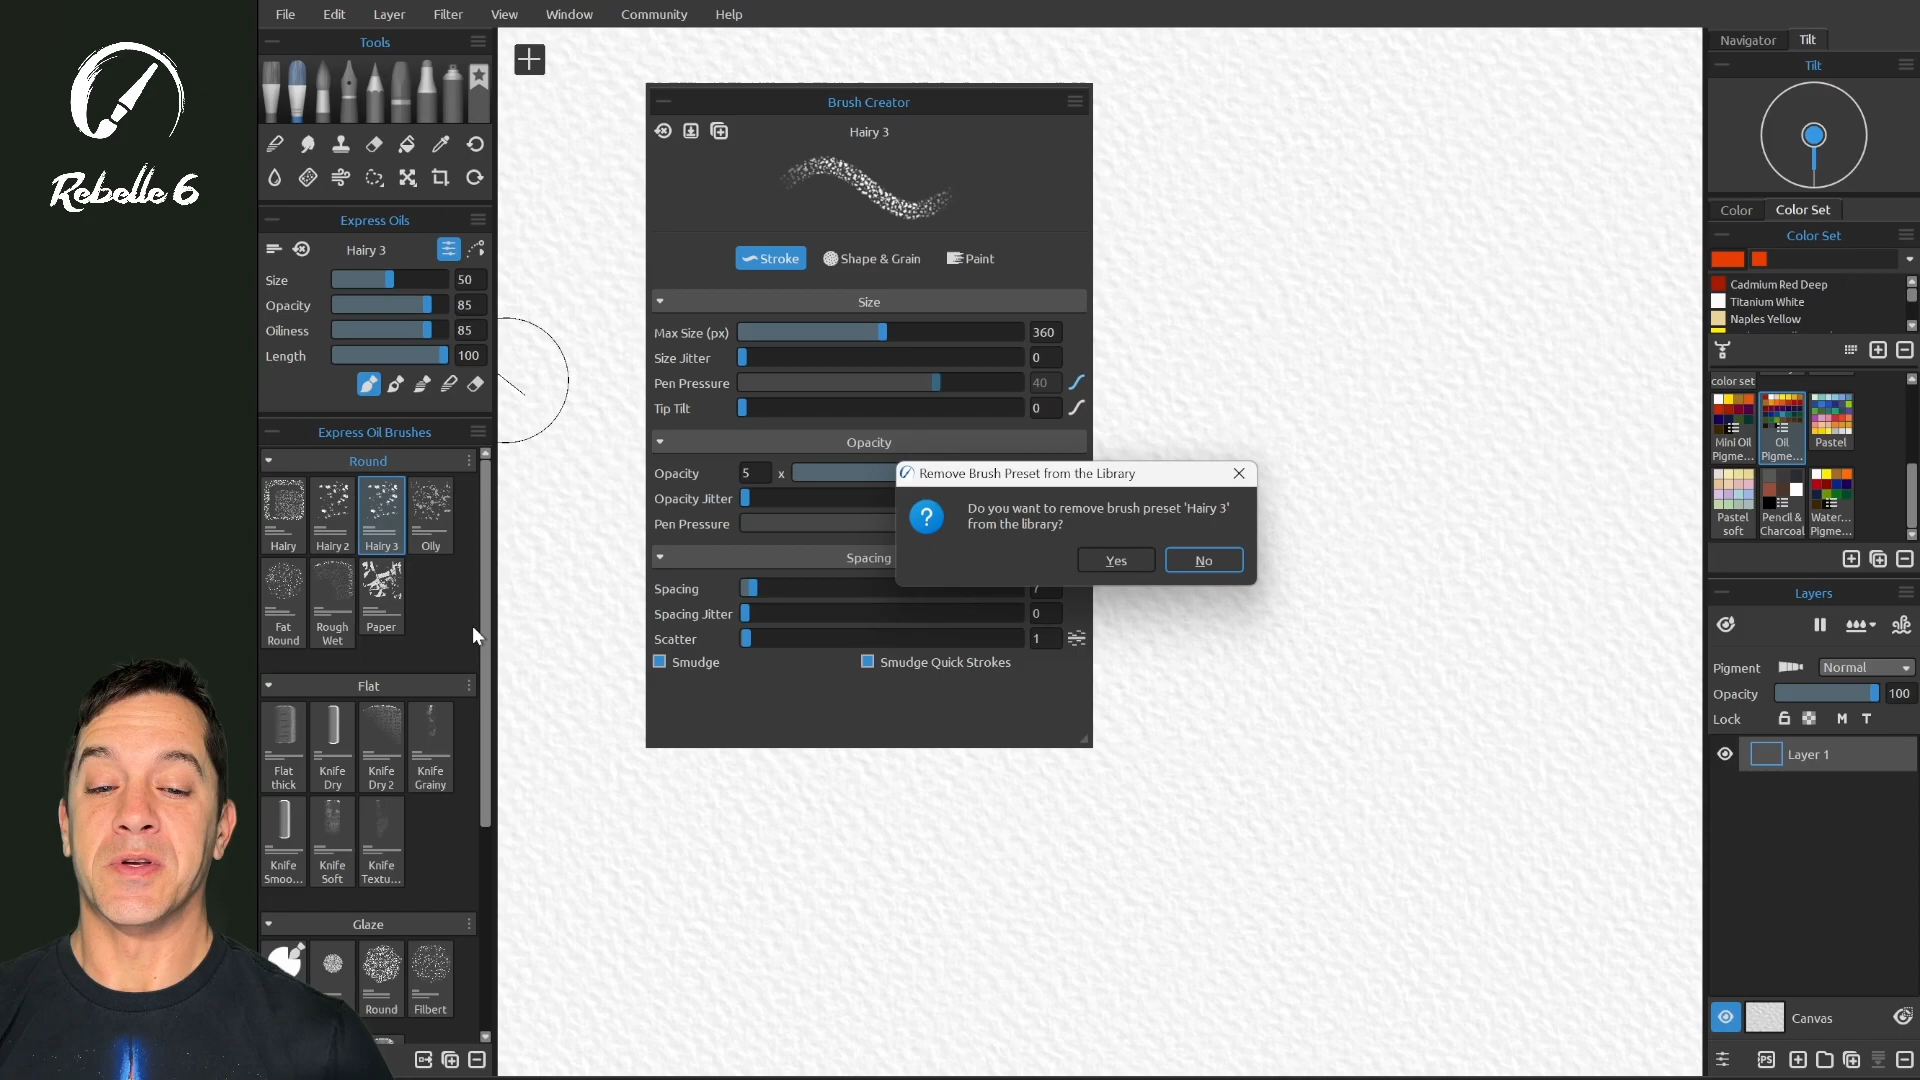 File Edit Layer Filter View Window Community Help
Rebelle 6
Tools
Express Oils
Hairy 3
Size 50
Opacity 85
Oiliness 85
Length 100
Express Oil Brushes
Round
Hairy Hairy 2 Hairy 3 Oily
Fat Round
Rough Wet
Paper
Flat
Flat thick
Knife Dry
Knife Dry 2
Knife Grainy
Knife Smoo...
Knife Soft
Knife Textu...
Glaze
Round Filbert
Brush Creator
Hairy 3
Stroke Shape & Grain Paint
Size
Max Size (px) 360
Size Jitter 0
Pen Pressure 40
Tip Tilt 0
Opacity
Opacity 5 x
Opacity Jitter
Pen Pressure
Spacing
Spacing 7
Spacing Jitter 0
Scatter 1
Smudge Smudge Quick Strokes
Remove Brush Preset from the Library
Do you want to remove brush preset 'Hairy 3'
from the library?
Yes No
Navigator Tilt
Tilt
Color Color Set
Color Set
Cadmium Red Deep
Titanium White
Naples Yellow
color set
Mini Oil Pigme...
Oil Pigme...
Pastel
Pastel soft
Pencil & Charcoal
Water... Pigme...
Layers
Pigment Normal
Opacity 100
Lock M T
Layer 1
Canvas
PS